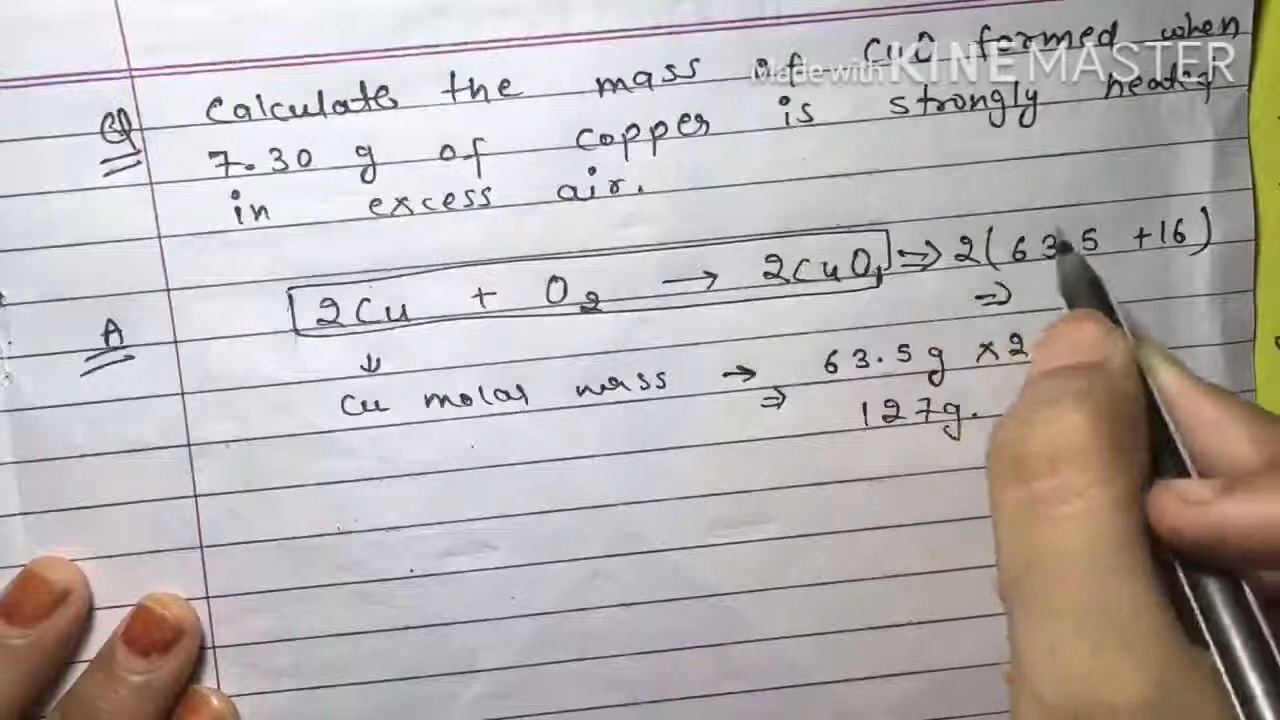 Calculate the mass of CuO formed when
Made with KINEMASTER
Q 7.30 g of copper is strongly heated
in excess air.
A 2Cu + O2 → 2CuO ⇒ 2(63.5 +16)
⇒
↓
Cu molar mass → 63.5g ×2
⇒ 127g.